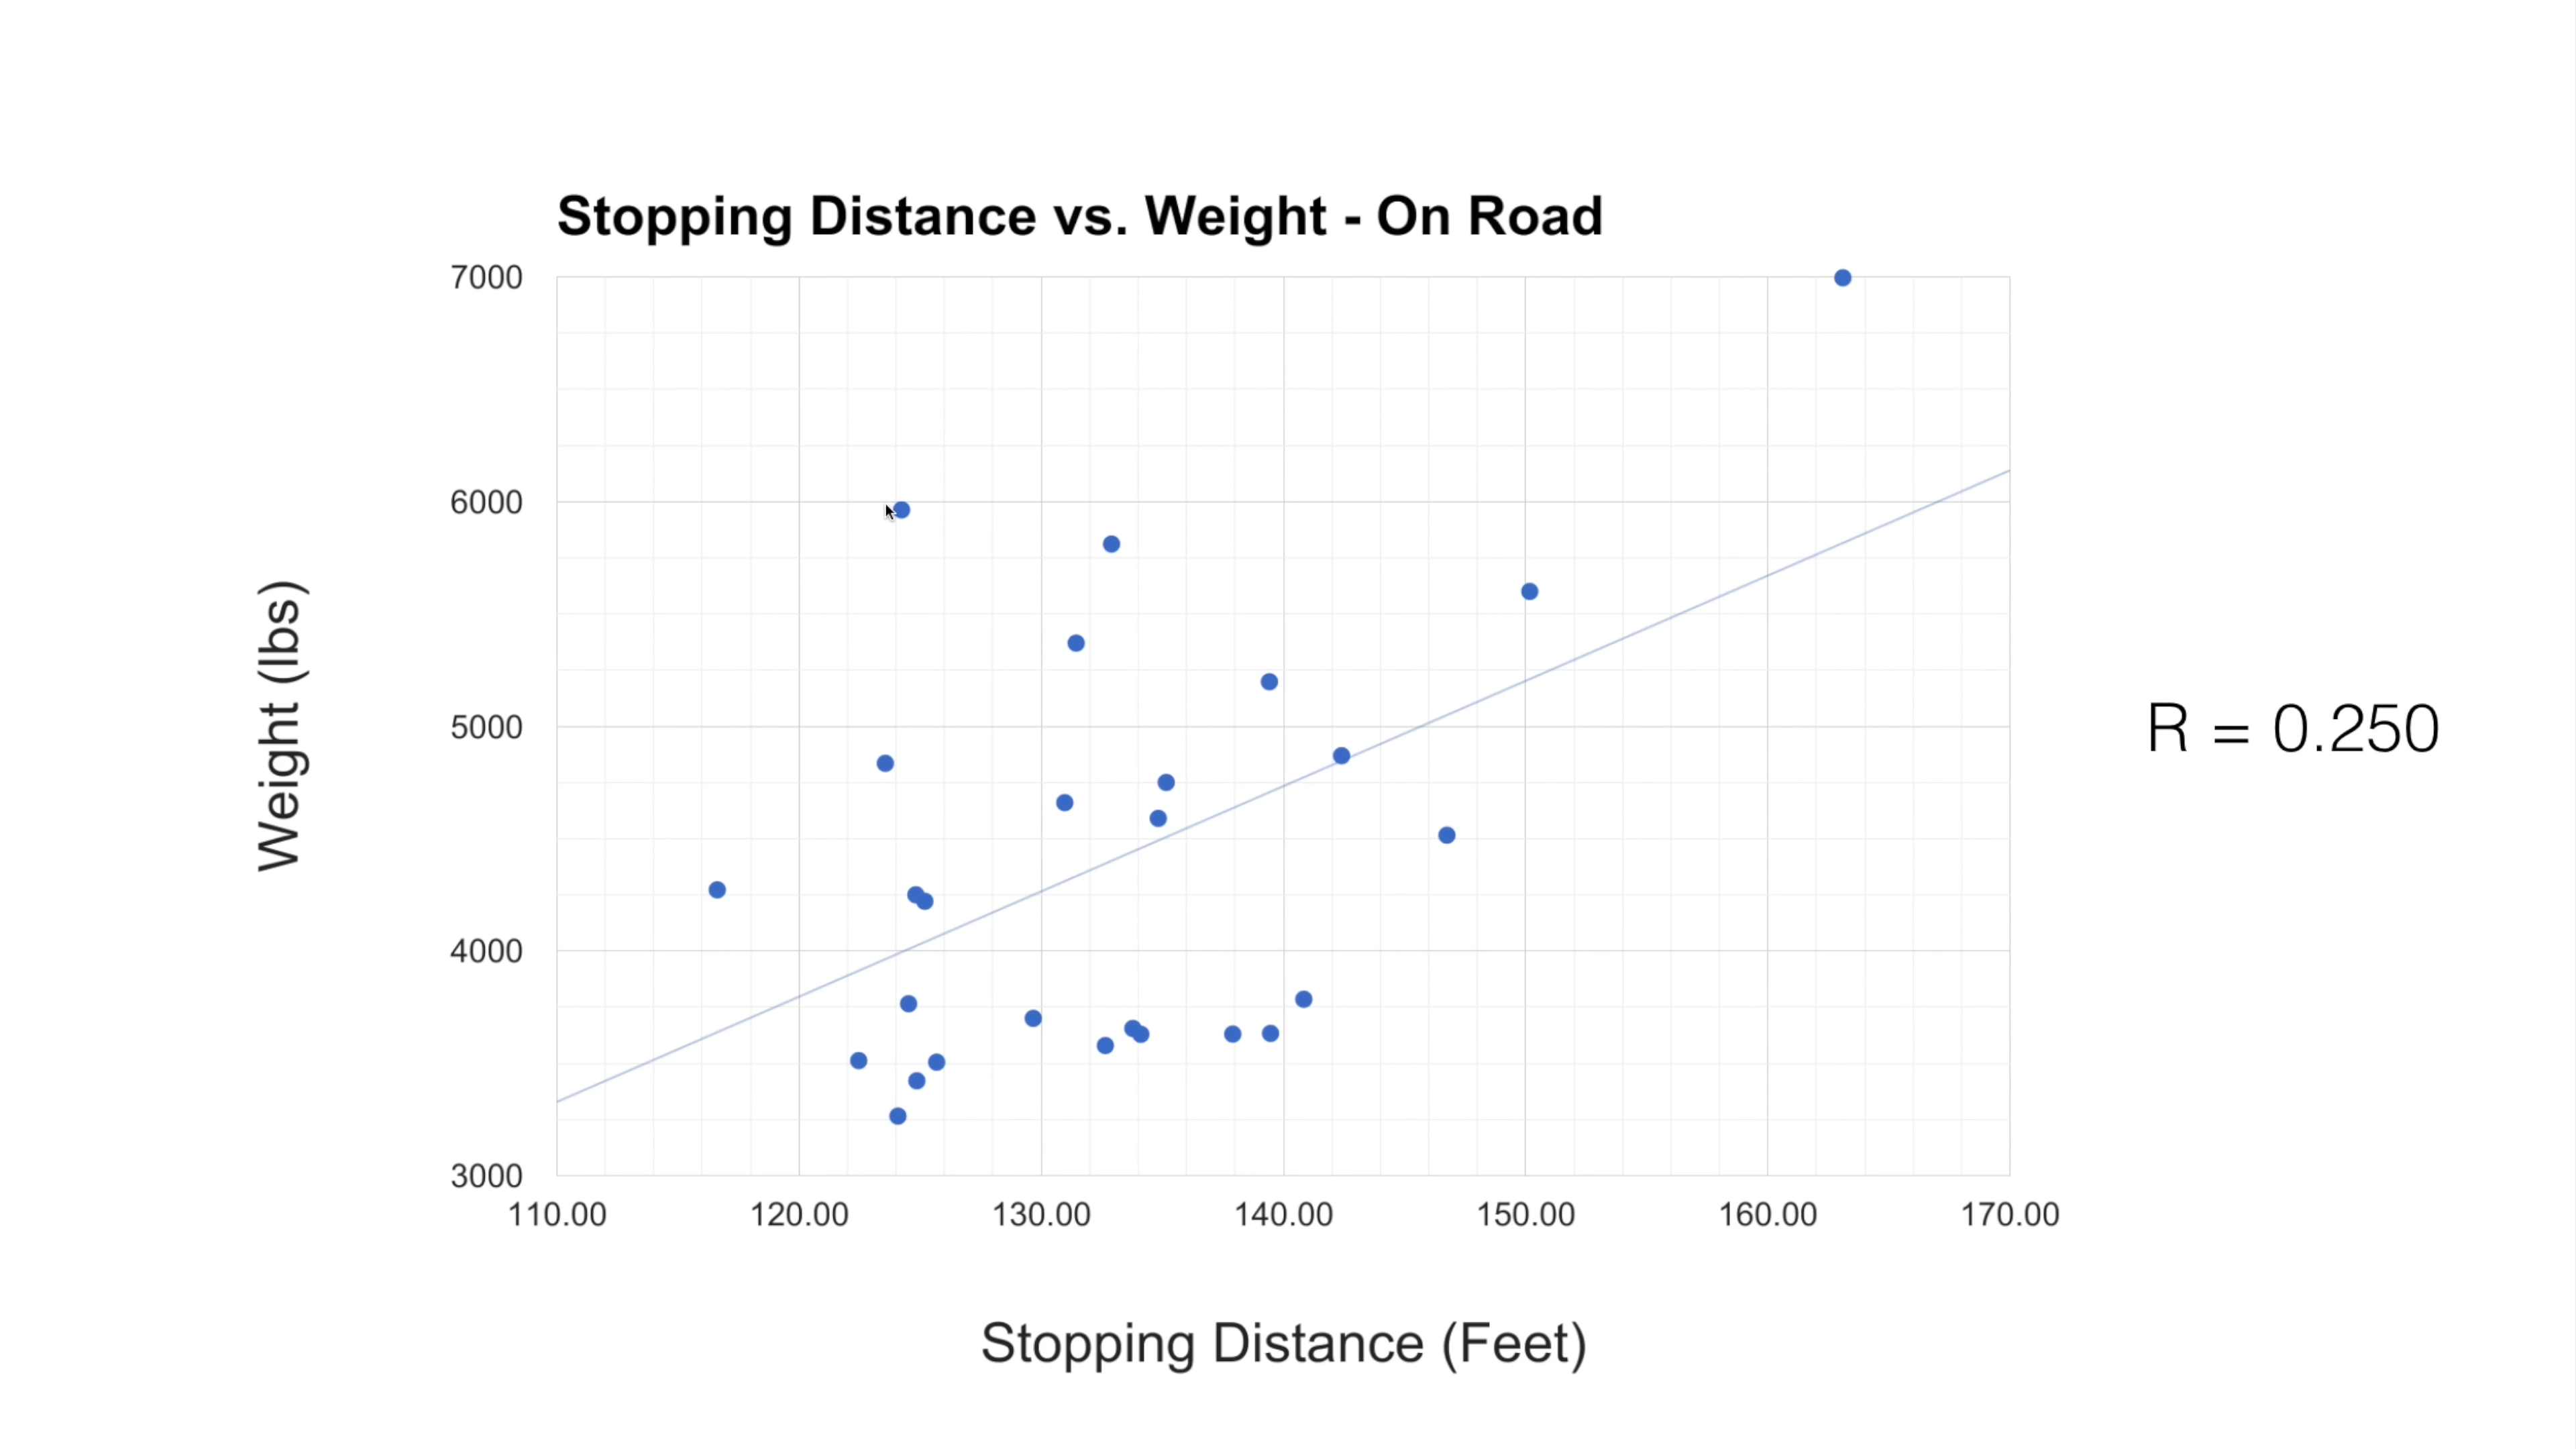 Stopping Distance vs. Weight - On Road
7000
6000
5000
4000
3000
Weight (lbs)
110.00 120.00 130.00 140.00 150.00 160.00 170.00
Stopping Distance (Feet)
R = 0.250